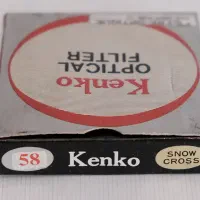 Kenko
OPTICAL
FILTER
58 Kenko SNOW
CROSS